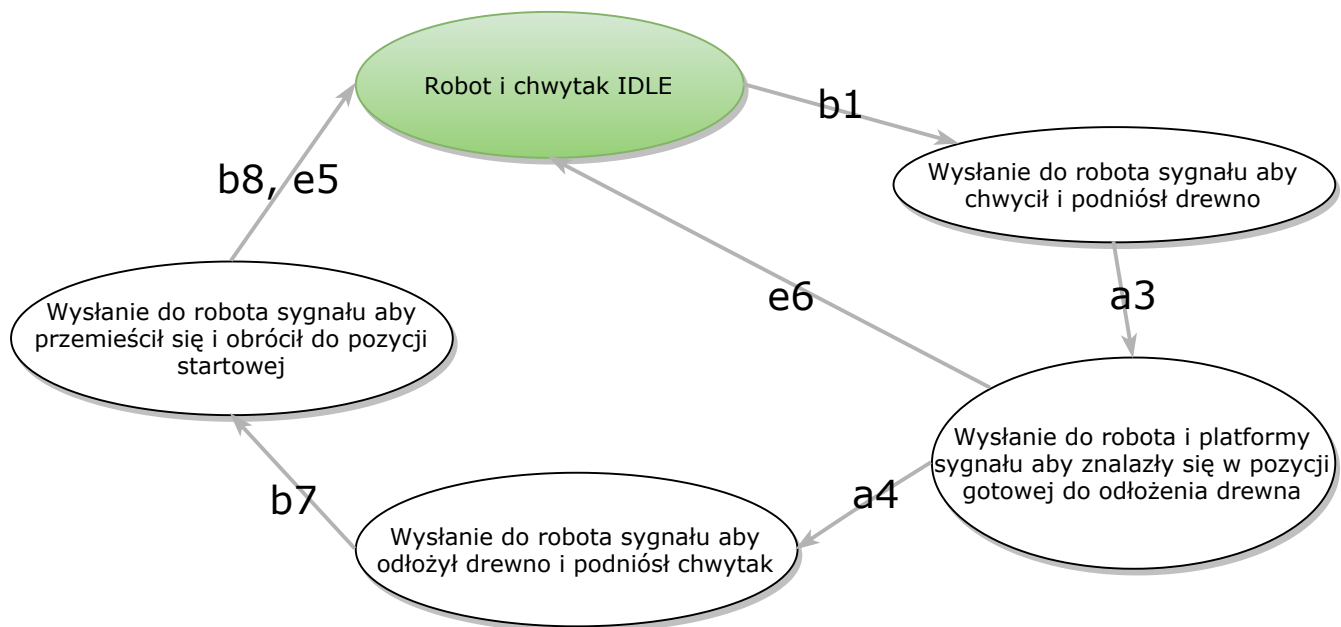 Robot i chwytak IDLE
b1
Wysłanie do robota sygnału aby
chwycił i podniósł drewno
b8, e5
a3
e6
Wysłanie do robota sygnału aby
przemieścił się i obrócił do pozycji
startowej
Wysłanie do robota i platformy
sygnału aby znalazły się w pozycji
gotowej do odłożenia drewna
a4
b7
Wysłanie do robota sygnału aby
odłożył drewno i podniósł chwytak